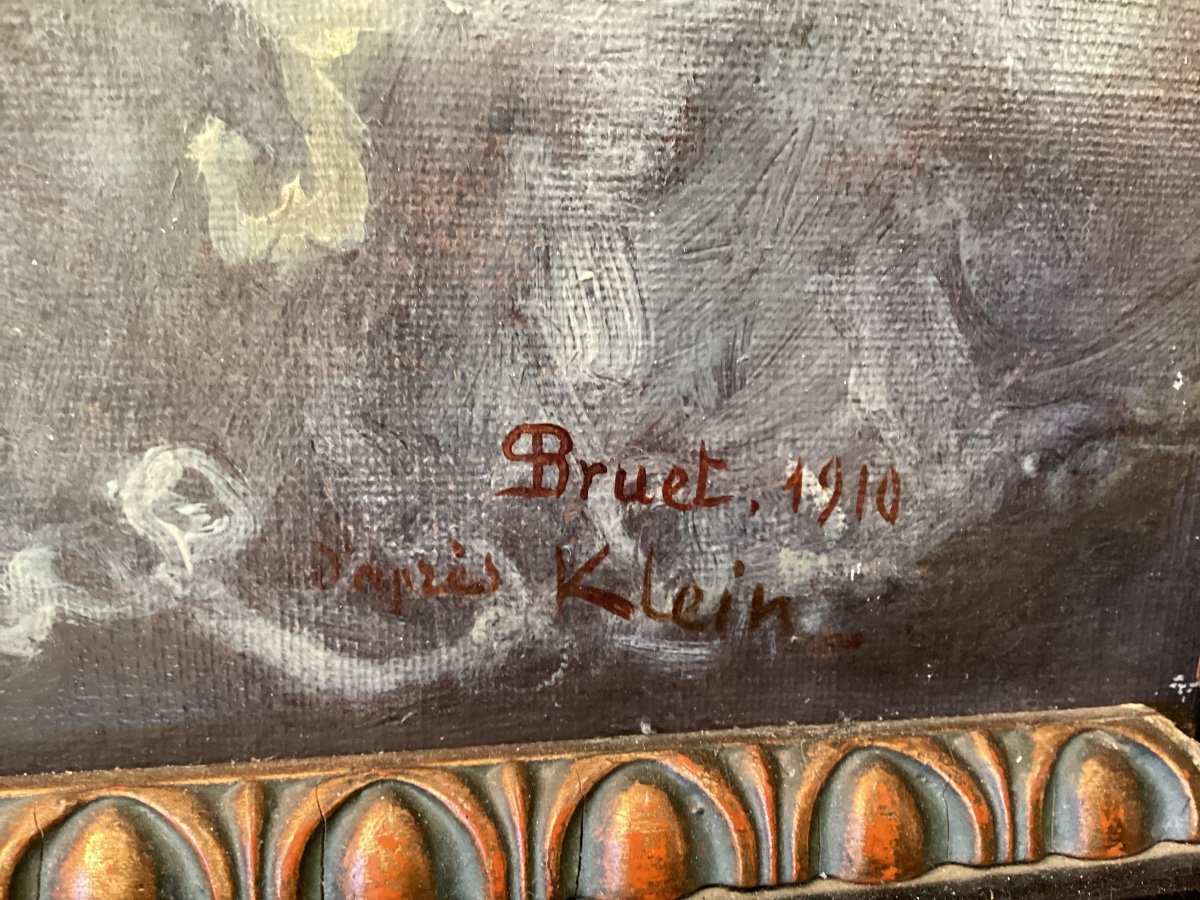 Bruet. 1910
d'après Klein